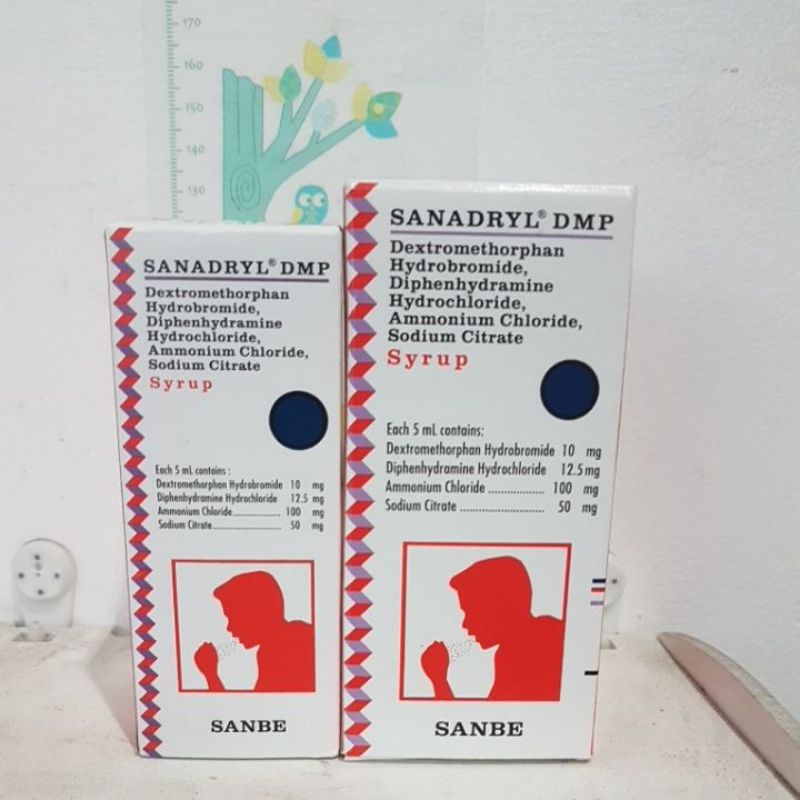 170
160
150
140
130
SANADRYL® DMP
Dextromethorphan
Hydrobromide,
Diphenhydramine
Hydrochloride,
Ammonium Chloride,
Sodium Citrate
Syrup
Each 5 mL contains :
Dextromethorphan Hydrobromide 10 mg
Diphenhydramine Hydrochloride 12.5 mg
Ammonium Chloride.................... 100 mg
Sodium Citrate........................... 50 mg
SANBE
SANADRYL® DMP
Dextromethorphan
Hydrobromide,
Diphenhydramine
Hydrochloride,
Ammonium Chloride,
Sodium Citrate
Syrup
Each 5 mL contains:
Dextromethorphan Hydrobromide 10 mg
Diphenhydramine Hydrochloride 12.5 mg
Ammonium Chloride .................. 100 mg
Sodium Citrate .......................... 50 mg
SANBE